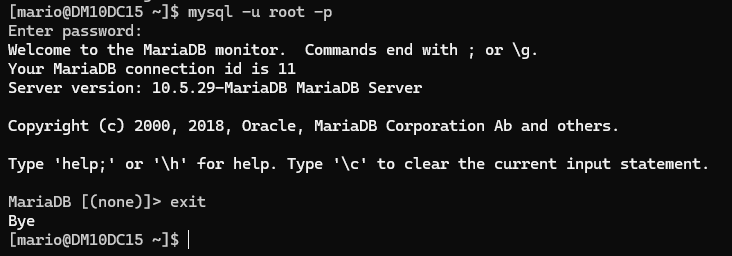 [mario@DM10DC15 ~]$ mysql -u root -p
Enter password:
Welcome to the MariaDB monitor.  Commands end with ; or \g.
Your MariaDB connection id is 11
Server version: 10.5.29-MariaDB MariaDB Server

Copyright (c) 2000, 2018, Oracle, MariaDB Corporation Ab and others.

Type 'help;' or '\h' for help. Type '\c' to clear the current input statement.

MariaDB [(none)]> exit
Bye
[mario@DM10DC15 ~]$